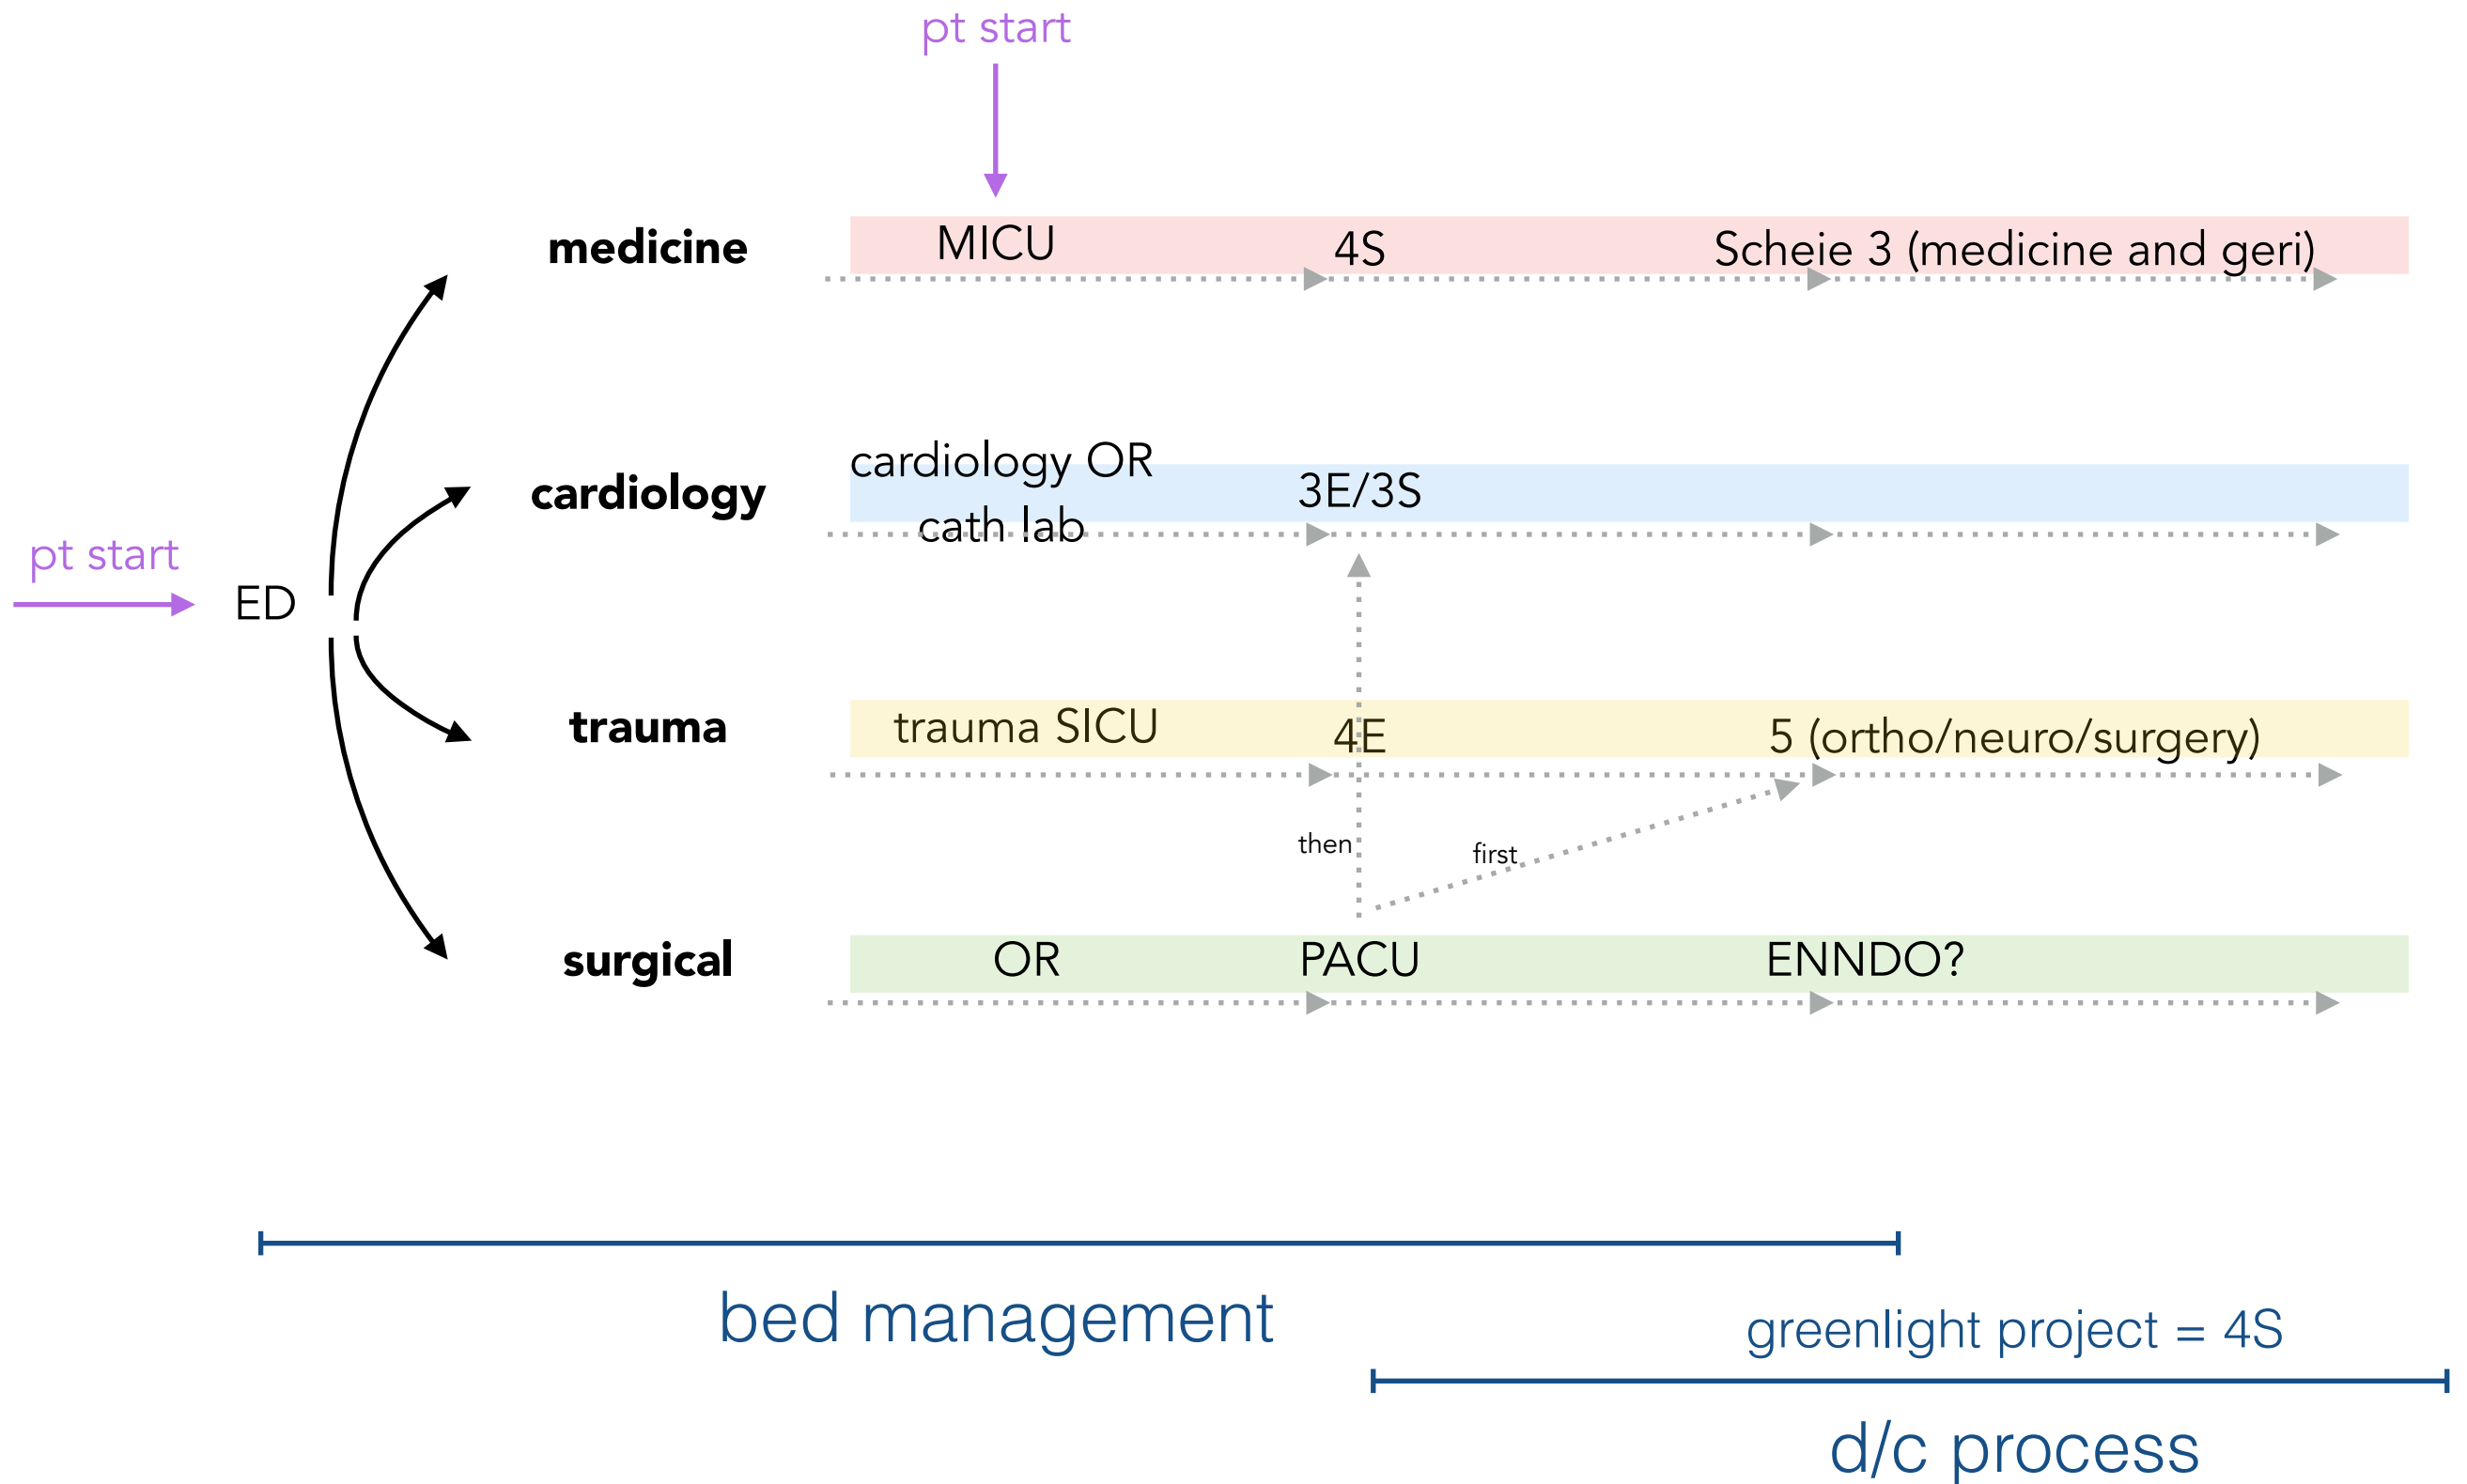 pt start
medicine
MICU
4S
Scheie 3 (medicine and geri)
cardiology
cardiology OR
cath lab
3E/3S
pt start
ED
trauma
trauma SICU
4E
5 (ortho/neuro/surgery)
then
first
surgical
OR
PACU
ENNDO?
bed management
greenlight project = 4S
d/c process